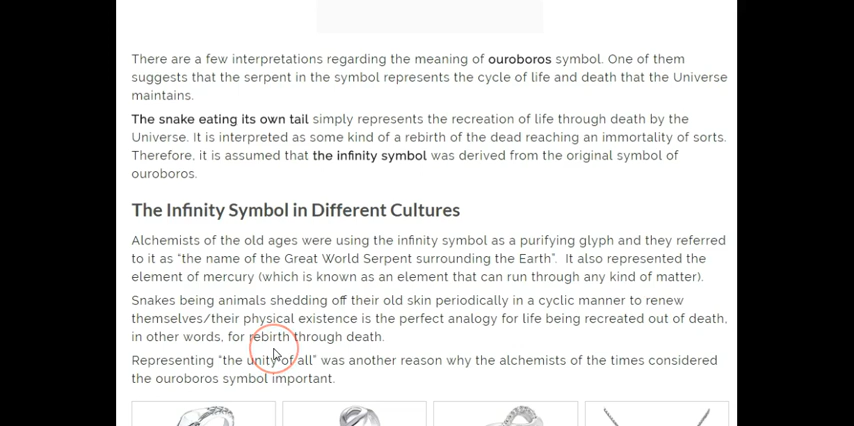 There are a few interpretations regarding the meaning of ouroboros symbol. One of them
suggests that the serpent in the symbol represents the cycle of life and death that the Universe
maintains.
The snake eating its own tail simply represents the recreation of life through death by the
Universe. It is interpreted as some kind of a rebirth of the dead reaching an immortality of sorts.
Therefore, it is assumed that the infinity symbol was derived from the original symbol of
ouroboros.
The Infinity Symbol in Different Cultures
Alchemists of the old ages were using the infinity symbol as a purifying glyph and they referred
to it as “the name of the Great World Serpent surrounding the Earth”. It also represented the
element of mercury (which is known as an element that can run through any kind of matter).
Snakes being animals shedding off their old skin periodically in a cyclic manner to renew
themselves/their physical existence is the perfect analogy for life being recreated out of death,
in other words, for rebirth through death.
Representing “the unity of all” was another reason why the alchemists of the times considered
the ouroboros symbol important.